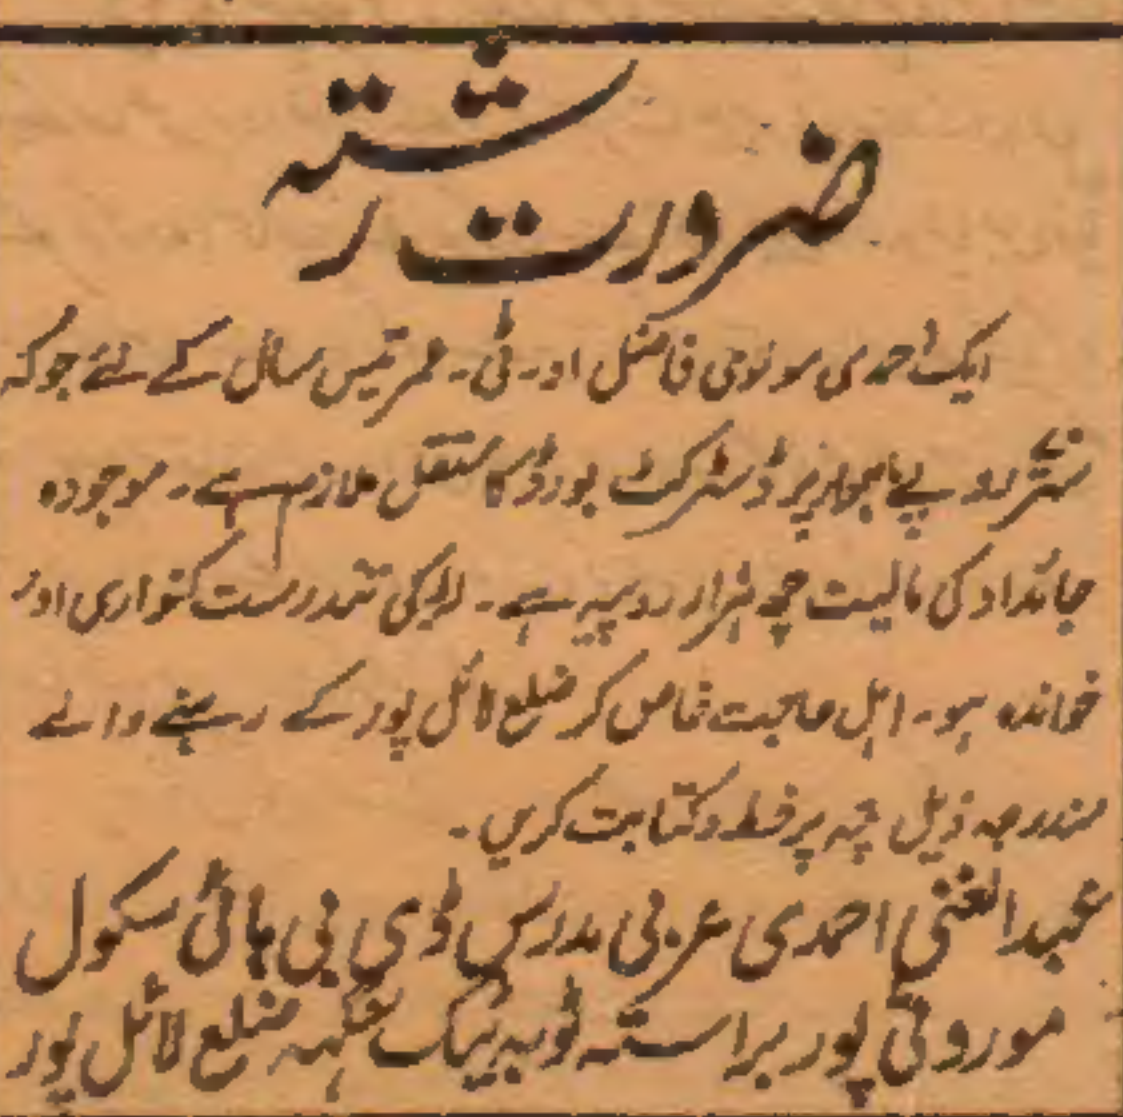 ضرورت رشتہ
ایک احمدی مولوی فاضل او۔ ٹی۔ عمر تیس سال کے لئے جو کہ
ستر روپے ماہوار پر ڈسٹرکٹ بورڈ کا مستقل ملازم ہے۔ موجودہ
جائداد کی مالیت چھ ہزار روپیہ ہے۔ لڑکی تندرست کنواری اور
خواندہ ہو۔ اہل حاجت خاص کر ضلع لائل پور کے رہنے والے
مندرجہ ذیل پتہ پر خط و کتابت کریں۔
عبدالغنی احمدی عربی مدرس ڈی بی ہائی سکول
موروثی پور براستہ ٹوبہ ٹیک سنگھ ضلع لائل پور